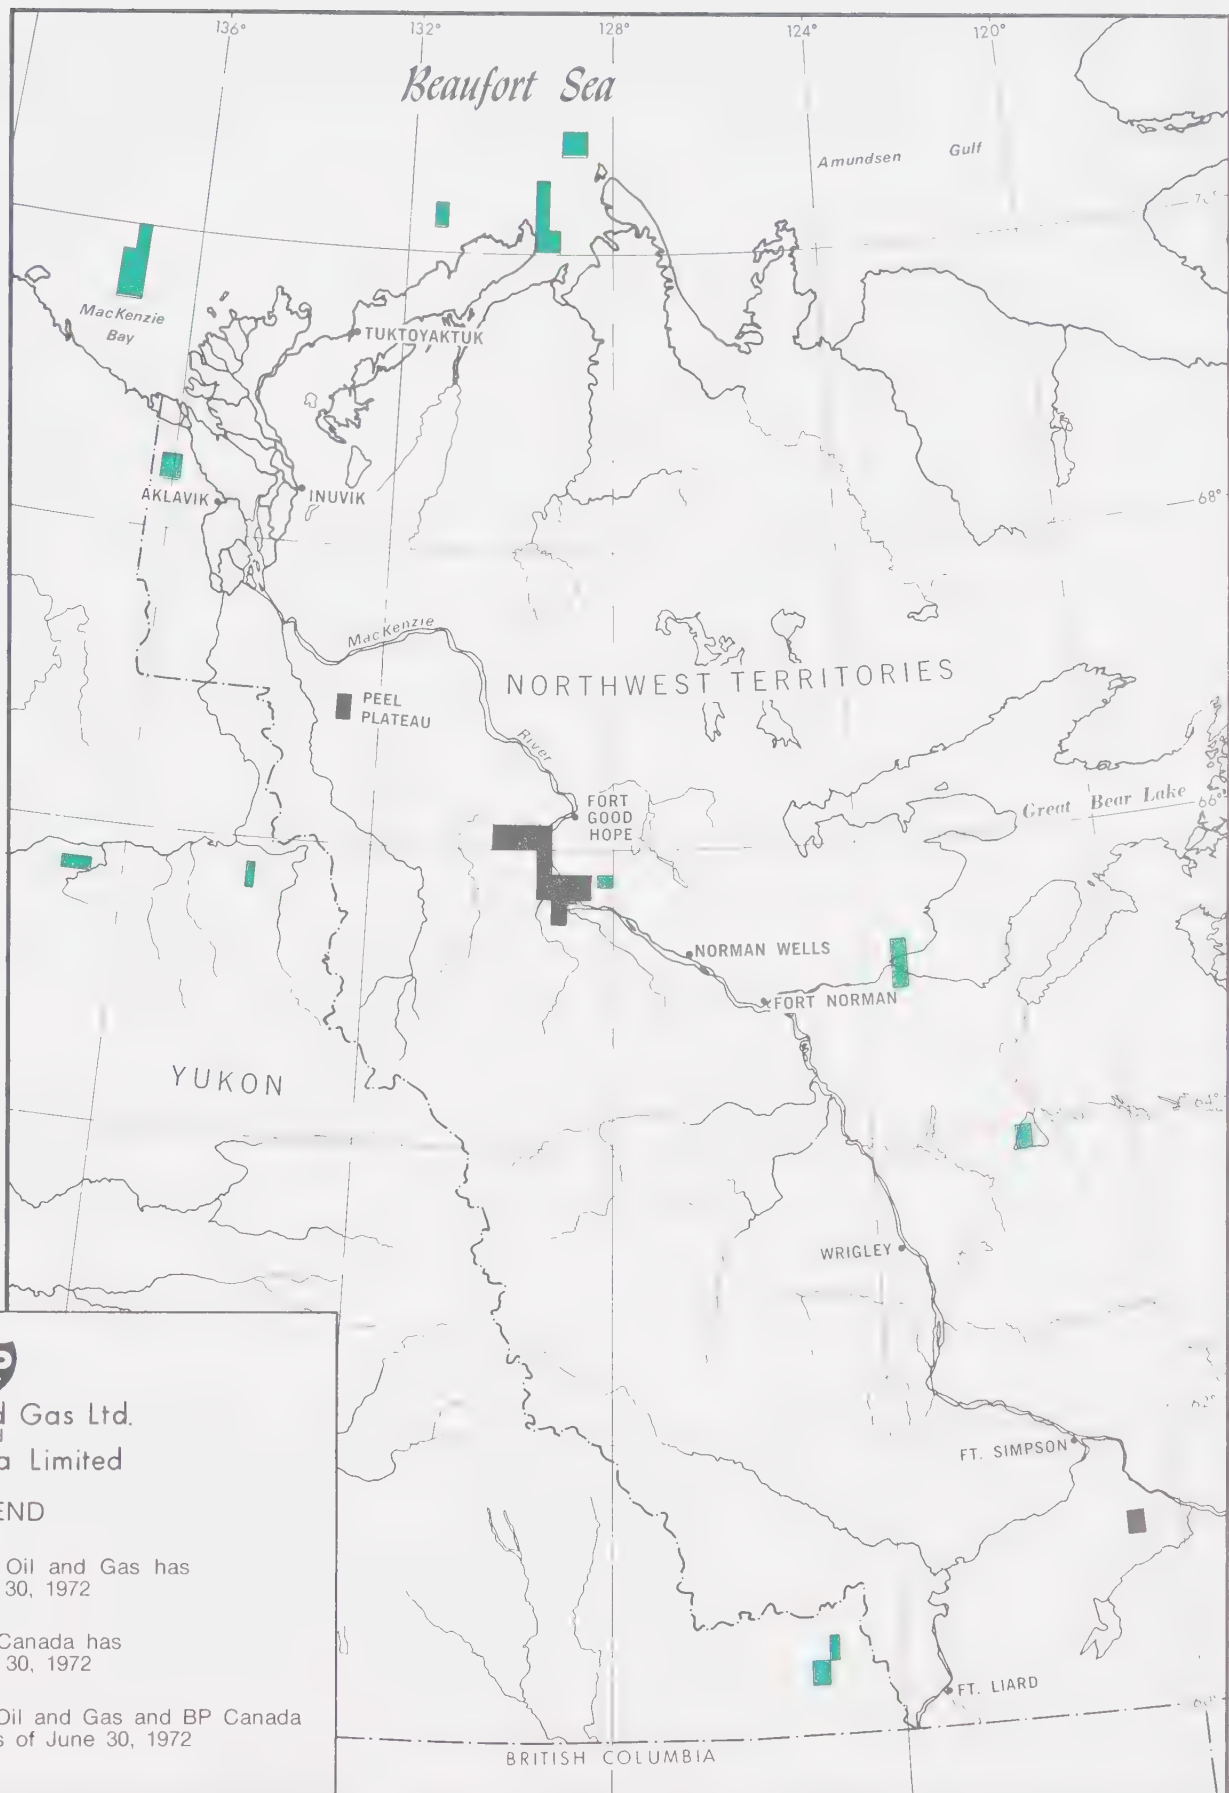 136°
132°
128°
124°
120°
Beaufort Sea
Amundsen Gulf
MacKenzie
Bay
TUKTOYAKTUK
AKLAVIK
INUVIK
68°
MacKenzie
River
NORTHWEST TERRITORIES
PEEL
PLATEAU
FORT
GOOD
HOPE
Great Bear Lake
66°
NORMAN WELLS
FORT NORMAN
YUKON
64°
WRIGLEY
FT. SIMPSON
FT. LIARD
BRITISH COLUMBIA
Gas Ltd.
Limited
END
Oil and Gas has
30, 1972
Canada has
30, 1972
Oil and Gas and BP Canada
s of June 30, 1972